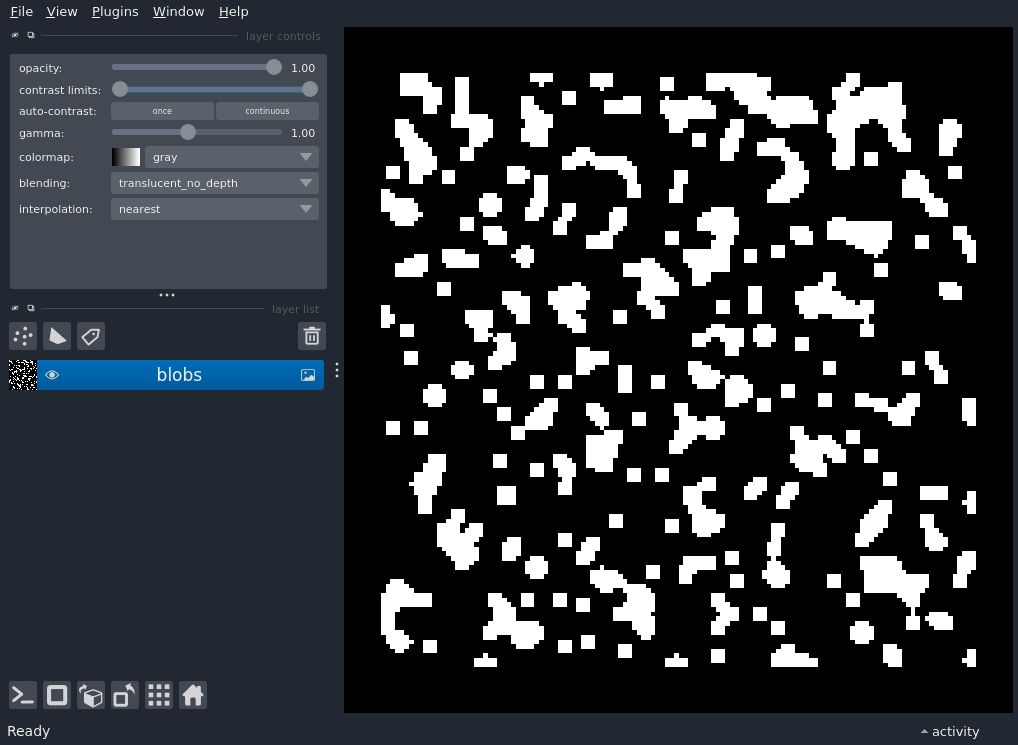 File View Plugins Window Help
layer controls
opacity: 1.00
contrast limits:
auto-contrast: once continuous
gamma: 1.00
colormap: gray
blending: translucent_no_depth
interpolation: nearest
layer list
blobs
Ready activity